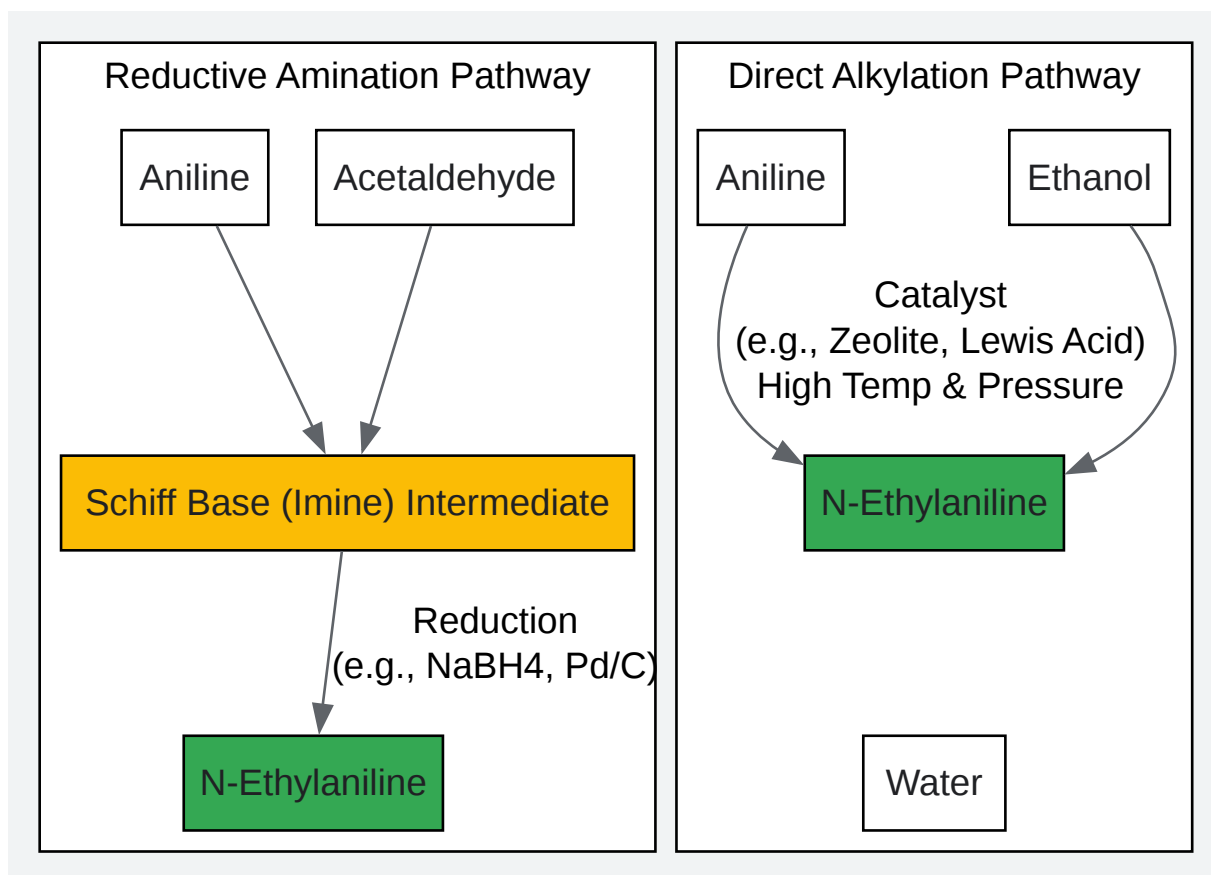 Reductive Amination Pathway
Aniline
Acetaldehyde
Schiff Base (Imine) Intermediate
Reduction
(e.g., NaBH4, Pd/C)
N-Ethylaniline
Direct Alkylation Pathway
Aniline
Ethanol
Catalyst
(e.g., Zeolite, Lewis Acid)
High Temp & Pressure
N-Ethylaniline
Water